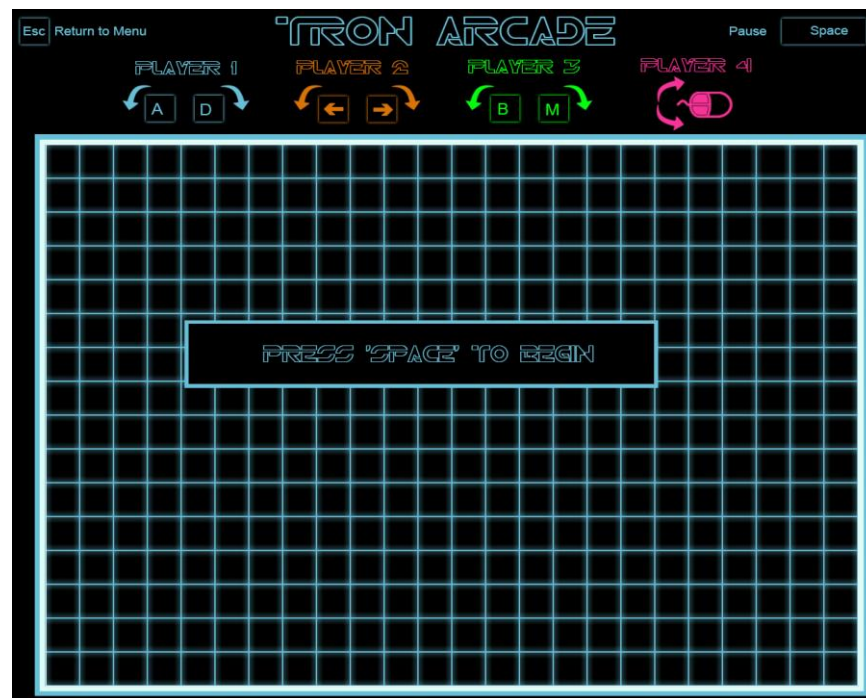 Esc Return to Menu TRON ARCADE Pause Space
PLAYER 1 PLAYER 2 PLAYER 3 PLAYER 4
A D B M
PRESS 'SPACE' TO BEGIN